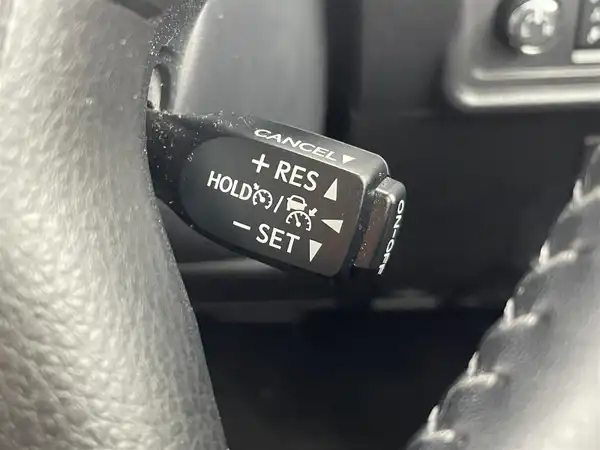 CANCEL▼
+ RES ▲
HOLD /
− SET ▼
ON-OFF